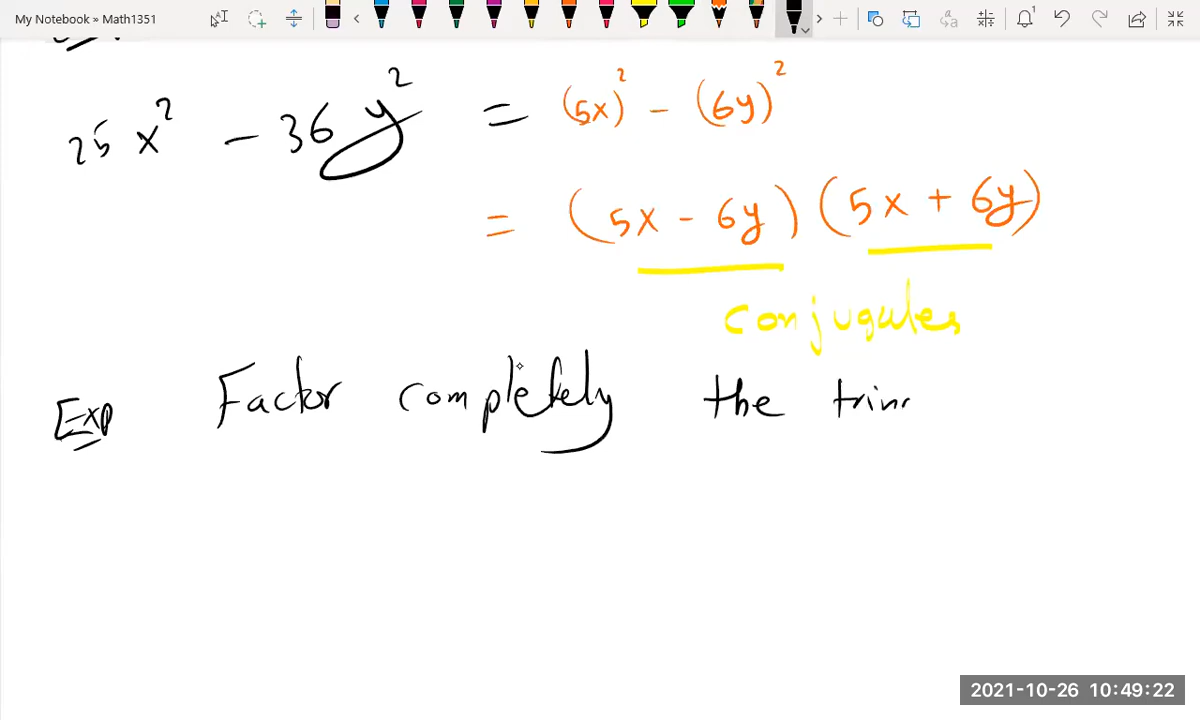 My Notebook » Math1351
25x² - 36y² = (5x)² - (6y)²
= (5x - 6y)(5x + 6y)
conjugates
Exp Factor completely the trin
2021-10-26 10:49:22